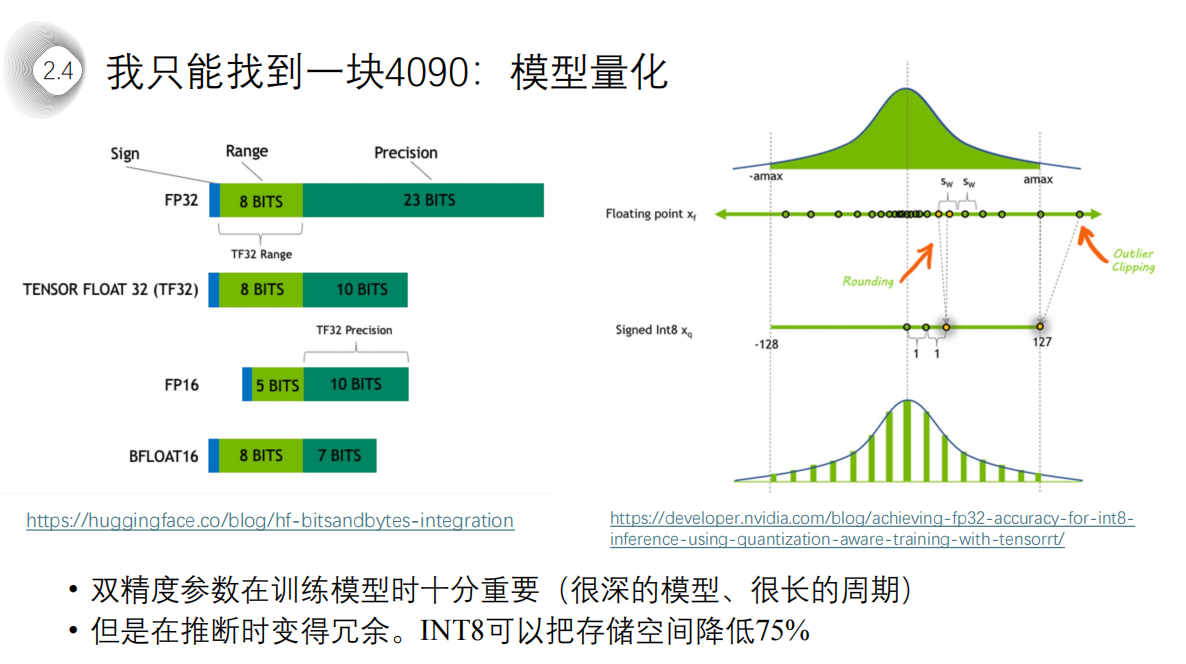 2.4
我只能找到一块4090：模型量化
Sign
Range
Precision
FP32
8 BITS
23 BITS
TF32 Range
TENSOR FLOAT 32 (TF32)
8 BITS
10 BITS
TF32 Precision
FP16
5 BITS
10 BITS
BFLOAT16
8 BITS
7 BITS
https://huggingface.co/blog/hf-bitsandbytes-integration
-amax
amax
sw
sw
Floating point xf
Outlier
Clipping
Rounding
Signed Int8 xq
-128
127
1
1
https://developer.nvidia.com/blog/achieving-fp32-accuracy-for-int8-
inference-using-quantization-aware-training-with-tensorrt/
• 双精度参数在训练模型时十分重要（很深的模型、很长的周期）
• 但是在推断时变得冗余。INT8可以把存储空间降低75%